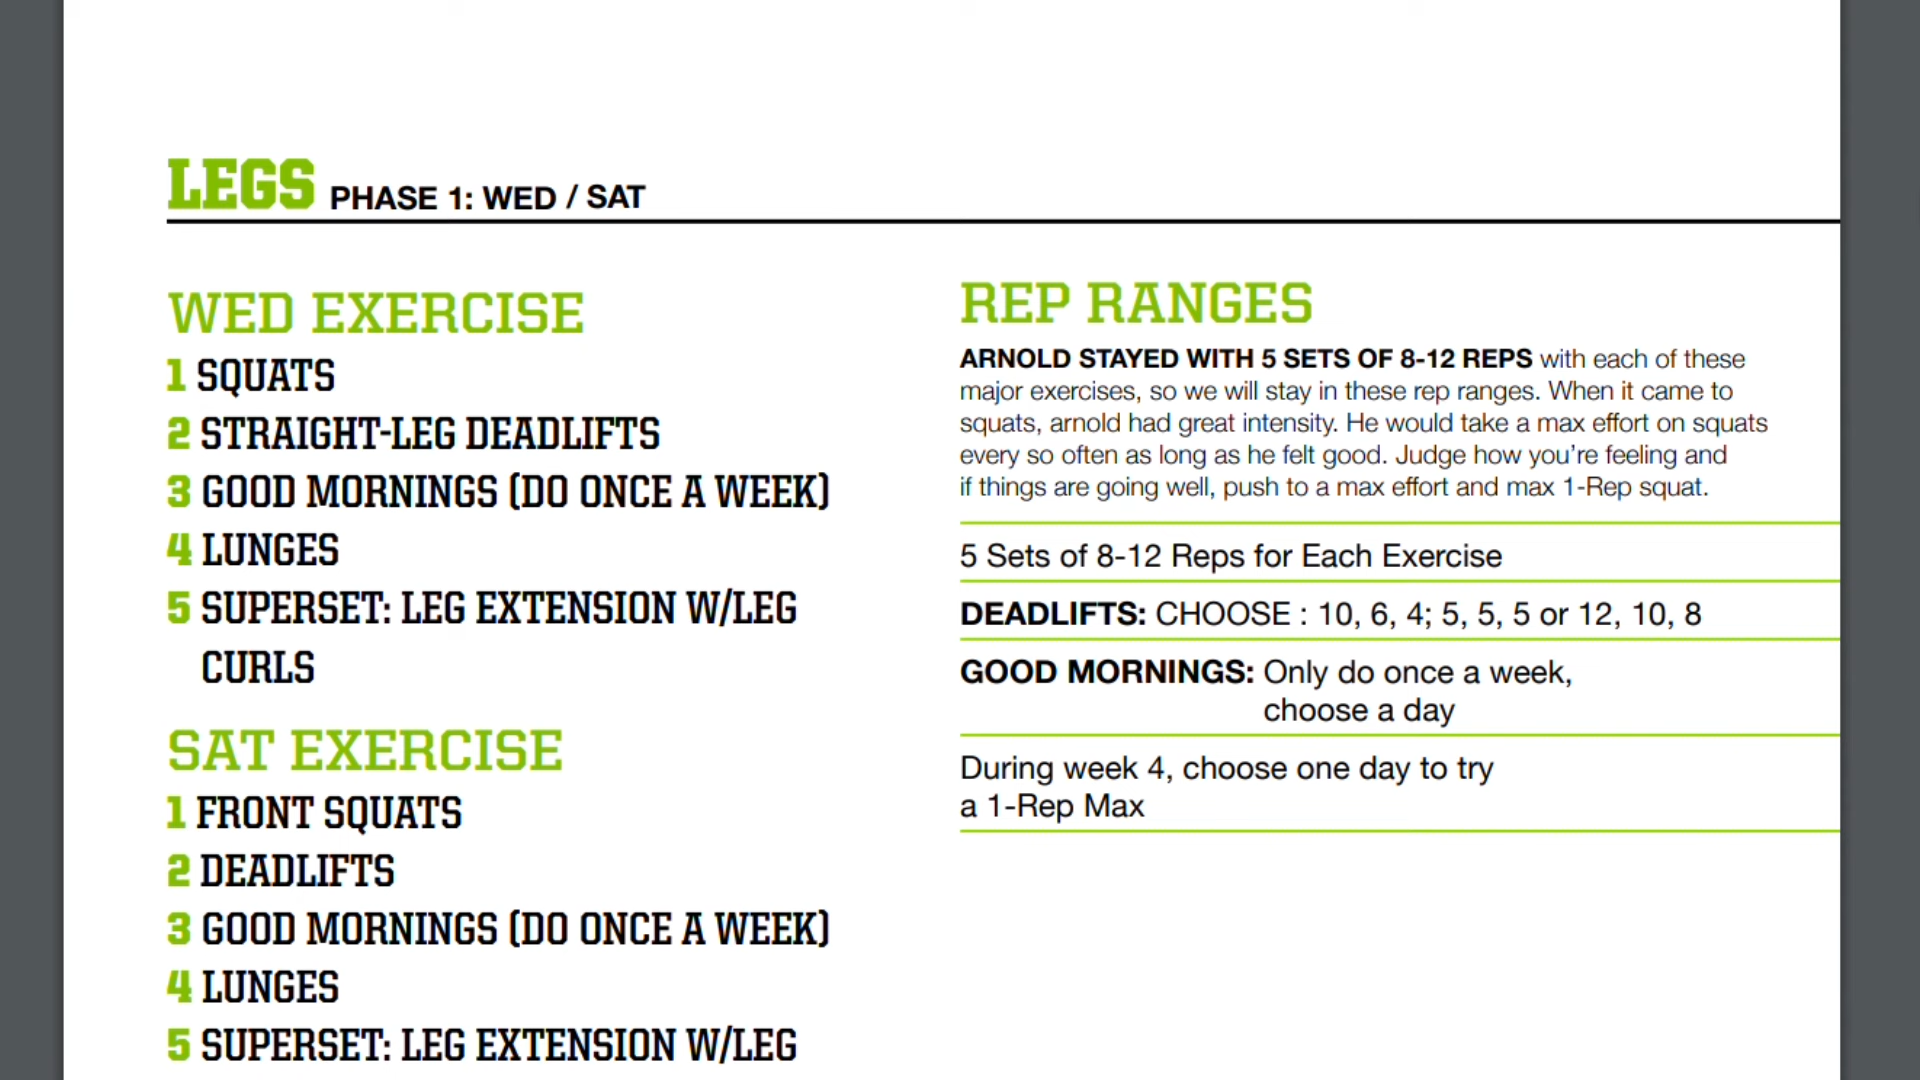 LEGS PHASE 1: WED / SAT
WED EXERCISE
1 SQUATS
2 STRAIGHT-LEG DEADLIFTS
3 GOOD MORNINGS (DO ONCE A WEEK)
4 LUNGES
5 SUPERSET: LEG EXTENSION W/LEG
CURLS
SAT EXERCISE
1 FRONT SQUATS
2 DEADLIFTS
3 GOOD MORNINGS (DO ONCE A WEEK)
4 LUNGES
5 SUPERSET: LEG EXTENSION W/LEG
REP RANGES
ARNOLD STAYED WITH 5 SETS OF 8-12 REPS with each of these
major exercises, so we will stay in these rep ranges. When it came to
squats, arnold had great intensity. He would take a max effort on squats
every so often as long as he felt good. Judge how you’re feeling and
if things are going well, push to a max effort and max 1-Rep squat.
5 Sets of 8-12 Reps for Each Exercise
DEADLIFTS: CHOOSE : 10, 6, 4; 5, 5, 5 or 12, 10, 8
GOOD MORNINGS: Only do once a week,
choose a day
During week 4, choose one day to try
a 1-Rep Max